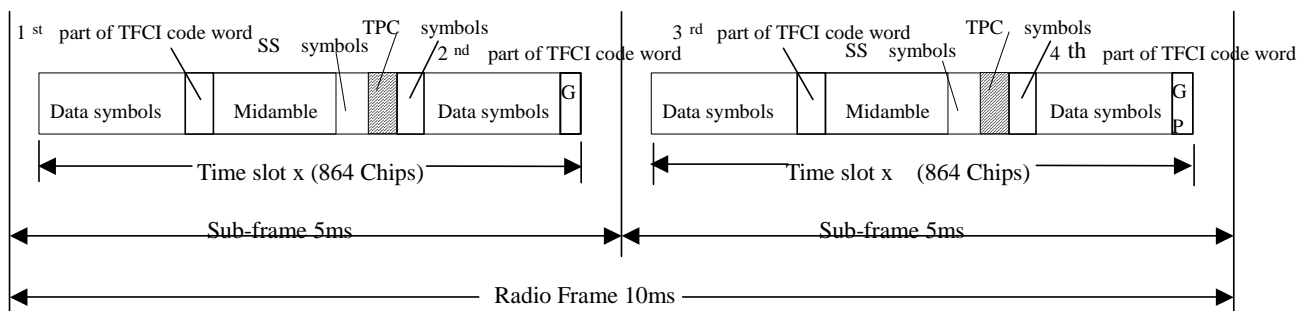 1 st part of TFCI code word
SS symbols
TPC symbols
2 nd part of TFCI code word
Data symbols
Midamble
Data symbols
G
Time slot x (864 Chips)
Sub-frame 5ms
3 rd part of TFCI code word
SS symbols
TPC symbols
4 th part of TFCI code word
Data symbols
Midamble
Data symbols
G
P
Time slot x (864 Chips)
Sub-frame 5ms
Radio Frame 10ms